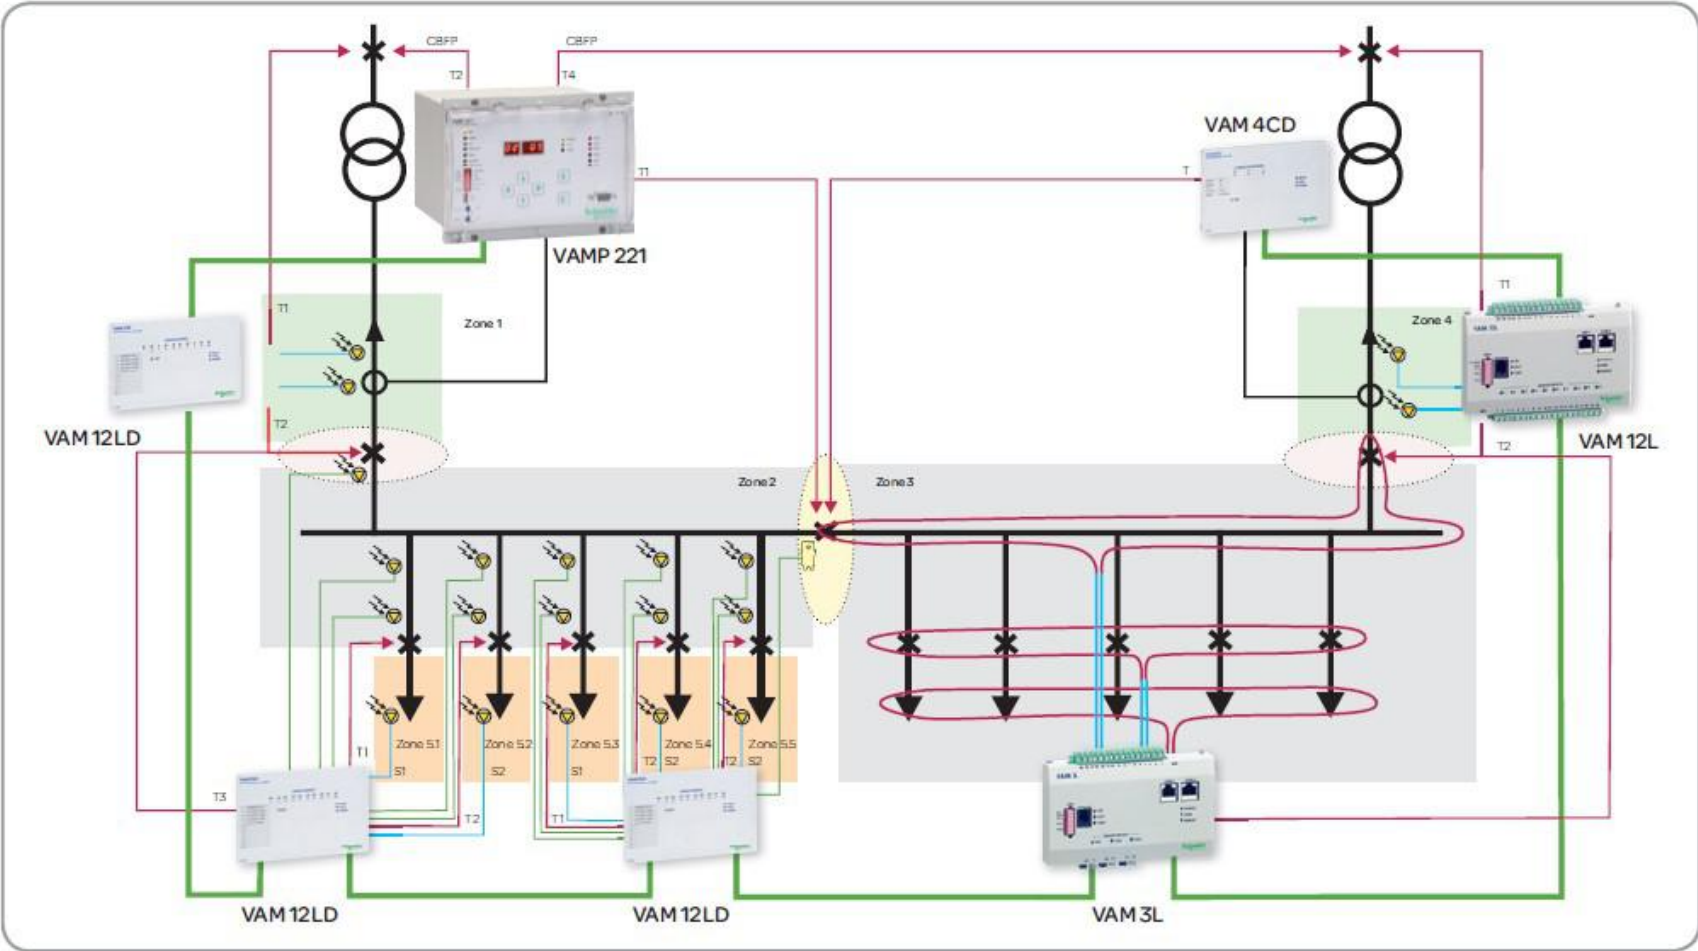 CBFP
CBFP
T2
T4
VAM 4CD
T1
T
VAMP 221
T1
T1
Zone 1
Zone 4
VAM 12LD
T2
T2
VAM 12L
Zone 2
Zone 3
Zone 5.1
Zone 5.2
Zone 5.3
Zone 5.4
Zone 5.5
T1
S1
S2
S1
T2
S2
T2
S2
T3
T2
T1
VAM 3L
Schneider
VAM 12LD
VAM 12LD
VAM 3L